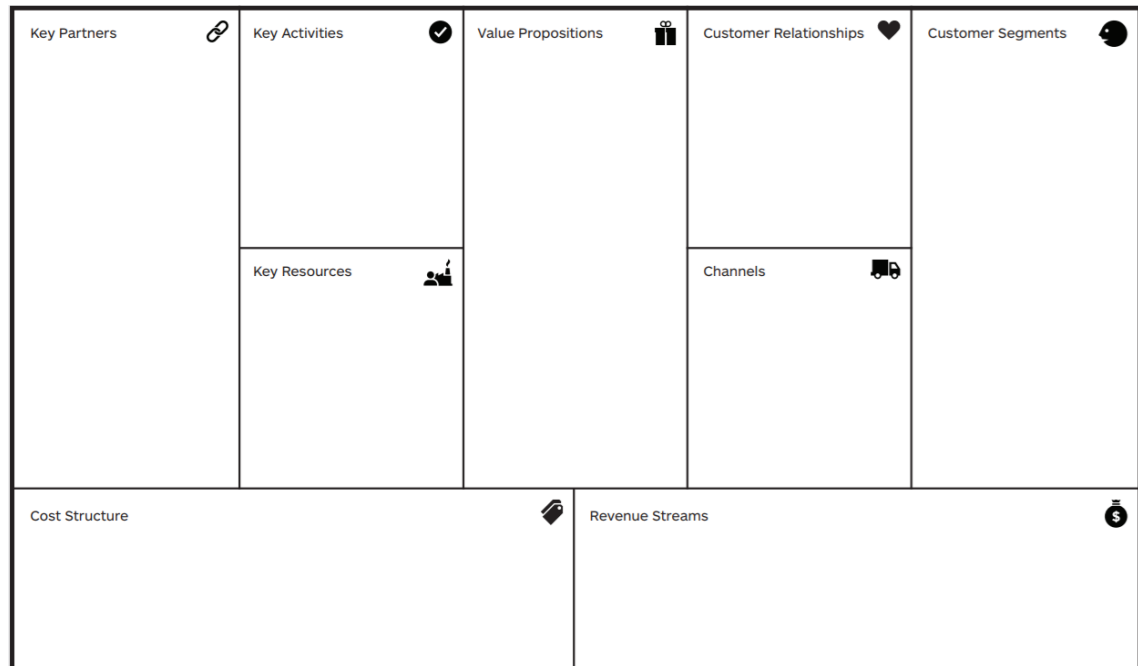 Key Partners
Key Activities
Value Propositions
Customer Relationships
Customer Segments
Key Resources
Channels
Cost Structure
Revenue Streams
$